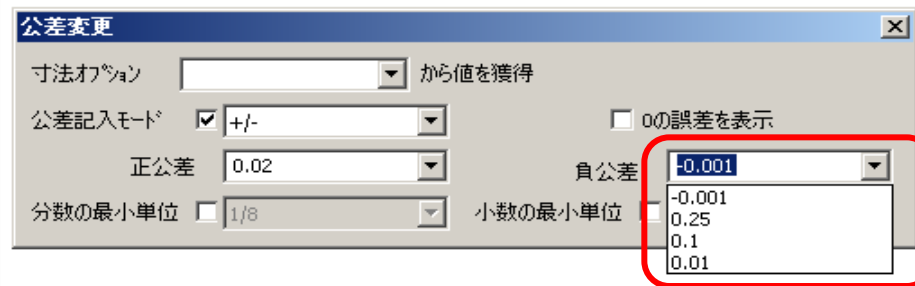 公差変更
寸法ｵﾌﾟｼｮﾝ から値を獲得
公差記入ﾓｰﾄﾞ +/- 0の誤差を表示
正公差 0.02 負公差 -0.001
分数の最小単位 1/8 小数の最小単位
-0.001
0.25
0.1
0.01